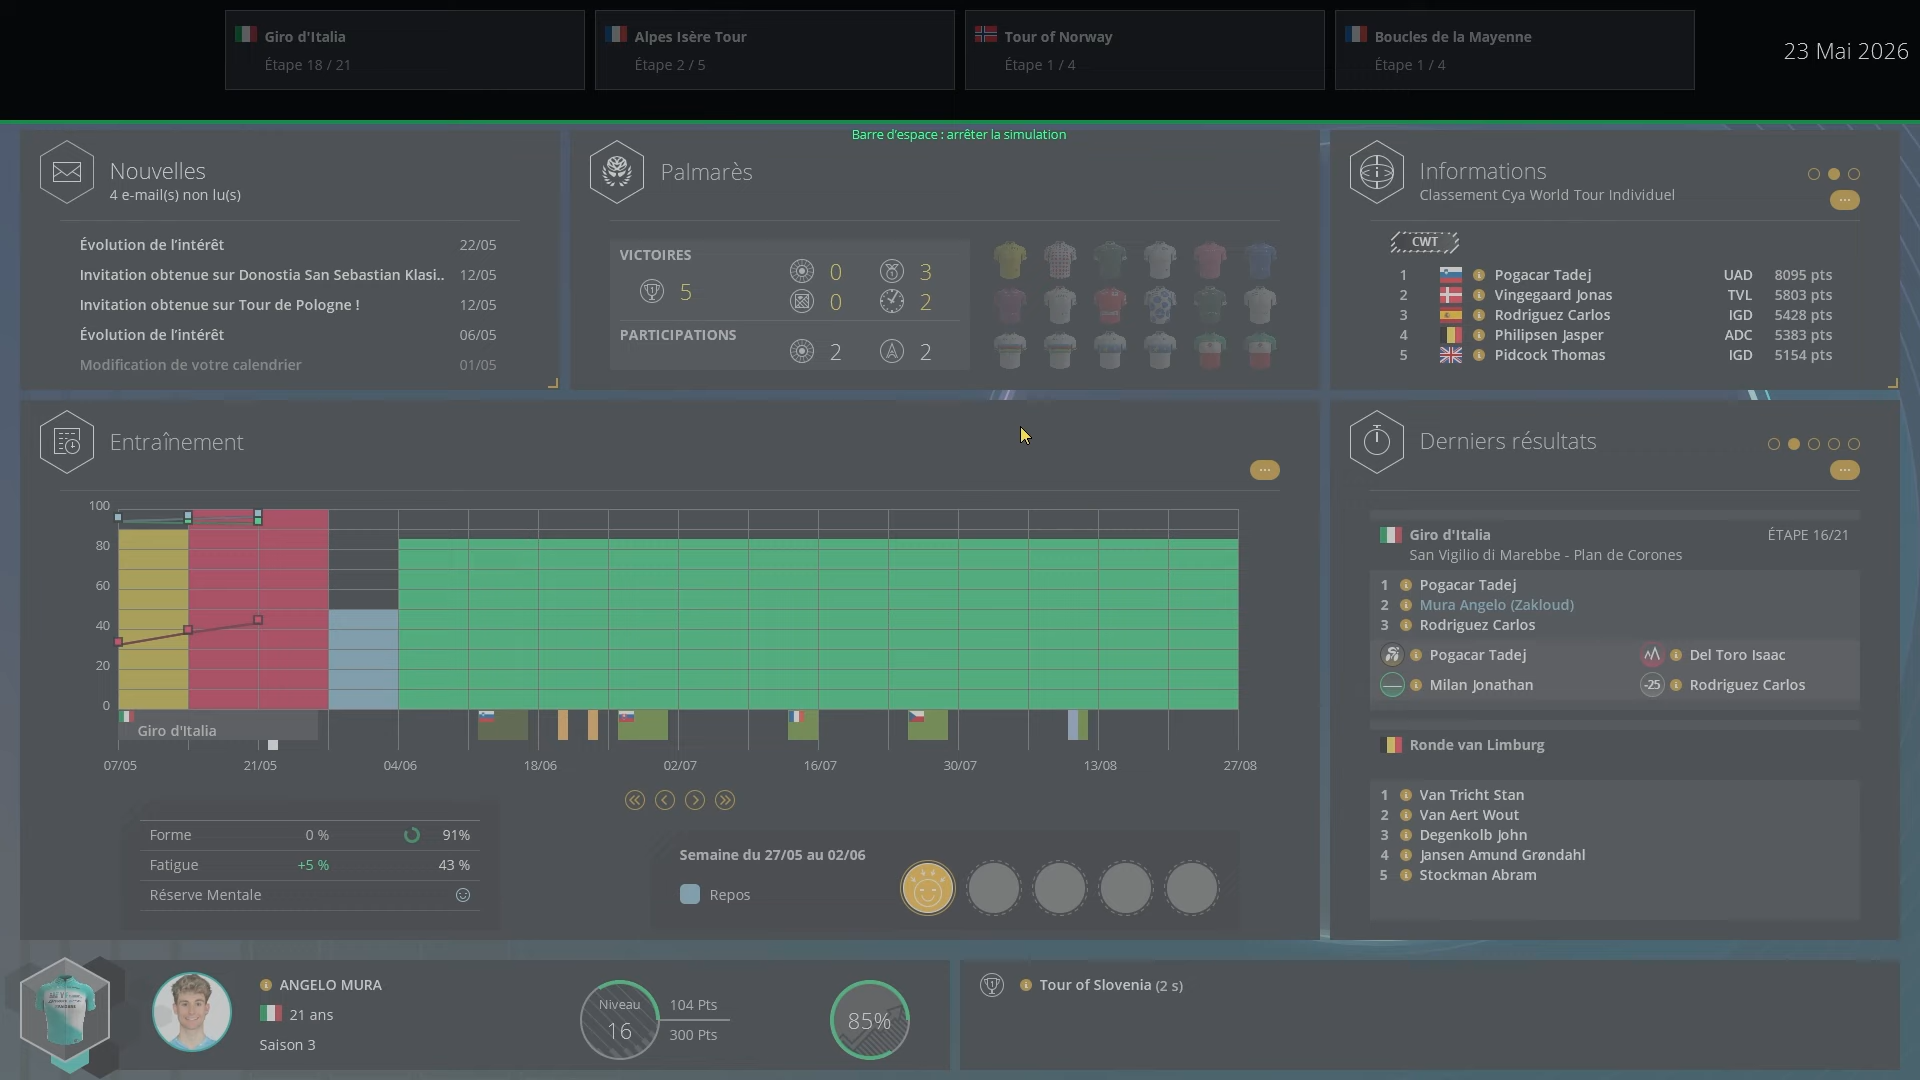 Giro d'Italia
Étape 18 / 21
Alpes Isère Tour
Étape 2 / 5
Tour of Norway
Étape 1 / 4
Boucles de la Mayenne
Étape 1 / 4
23 Mai 2026
Barre d'espace : arrêter la simulation
Nouvelles
4 e-mail(s) non lu(s)
Évolution de l'intérêt 22/05
Invitation obtenue sur Donostia San Sebastian Klasi.. 12/05
Invitation obtenue sur Tour de Pologne ! 12/05
Évolution de l'intérêt 06/05
Modification de votre calendrier 01/05
Palmarès
VICTOIRES
5
0 3
0 2
PARTICIPATIONS
2 2
Informations
Classement Cya World Tour Individuel
CWT
1 Pogacar Tadej UAD 8095 pts
2 Vingegaard Jonas TVL 5803 pts
3 Rodriguez Carlos IGD 5428 pts
4 Philipsen Jasper ADC 5383 pts
5 Pidcock Thomas IGD 5154 pts
Entraînement
100
80
60
40
20
0
Giro d'Italia
07/05 21/05 04/06 18/06 02/07 16/07 30/07 13/08 27/08
Forme 0 % 91%
Fatigue +5 % 43 %
Réserve Mentale
Semaine du 27/05 au 02/06
Repos
Derniers résultats
Giro d'Italia ÉTAPE 16/21
San Vigilio di Marebbe - Plan de Corones
1 Pogacar Tadej
2 Mura Angelo (Zakloud)
3 Rodriguez Carlos
Pogacar Tadej Del Toro Isaac
Milan Jonathan -25 Rodriguez Carlos
Ronde van Limburg
1 Van Tricht Stan
2 Van Aert Wout
3 Degenkolb John
4 Jansen Amund Grøndahl
5 Stockman Abram
ANGELO MURA
21 ans
Saison 3
Niveau
16
104 Pts
300 Pts
85%
Tour of Slovenia (2 s)